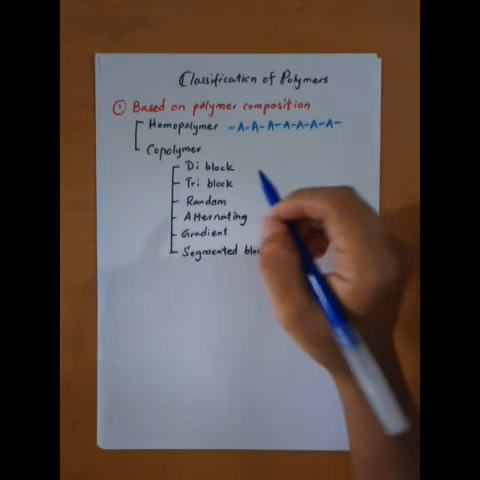 Classification of Polymers
① Based on polymer composition
Homopolymer -A-A-A-A-A-A-A-
Copolymer
Di block
Tri block
Random
Alternating
Gradient
Segmented